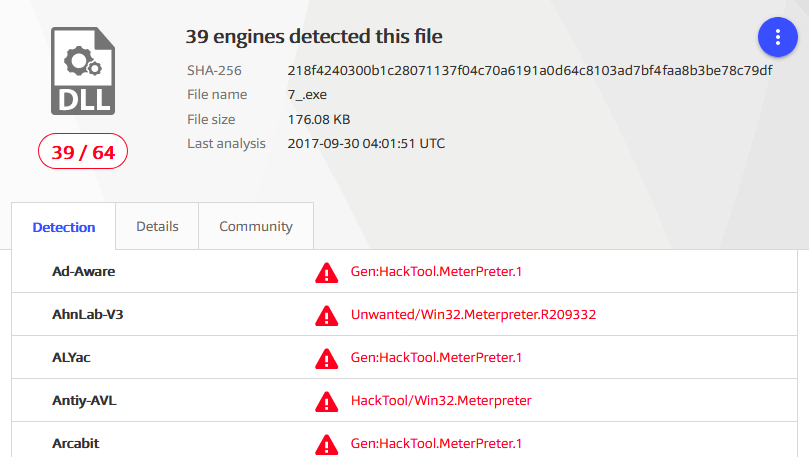 39 engines detected this file
SHA-256 218f4240300b1c28071137f04c70a6191a0d64c8103ad7bf4faa8b3be78c79df
File name 7_.exe
File size 176.08 KB
Last analysis 2017-09-30 04:01:51 UTC
DLL
39 / 64
Detection Details Community
Ad-Aware Gen:HackTool.MeterPreter.1
AhnLab-V3 Unwanted/Win32.Meterpreter.R209332
ALYac Gen:HackTool.MeterPreter.1
Antiy-AVL HackTool/Win32.Meterpreter
Arcabit Gen:HackTool.MeterPreter.1